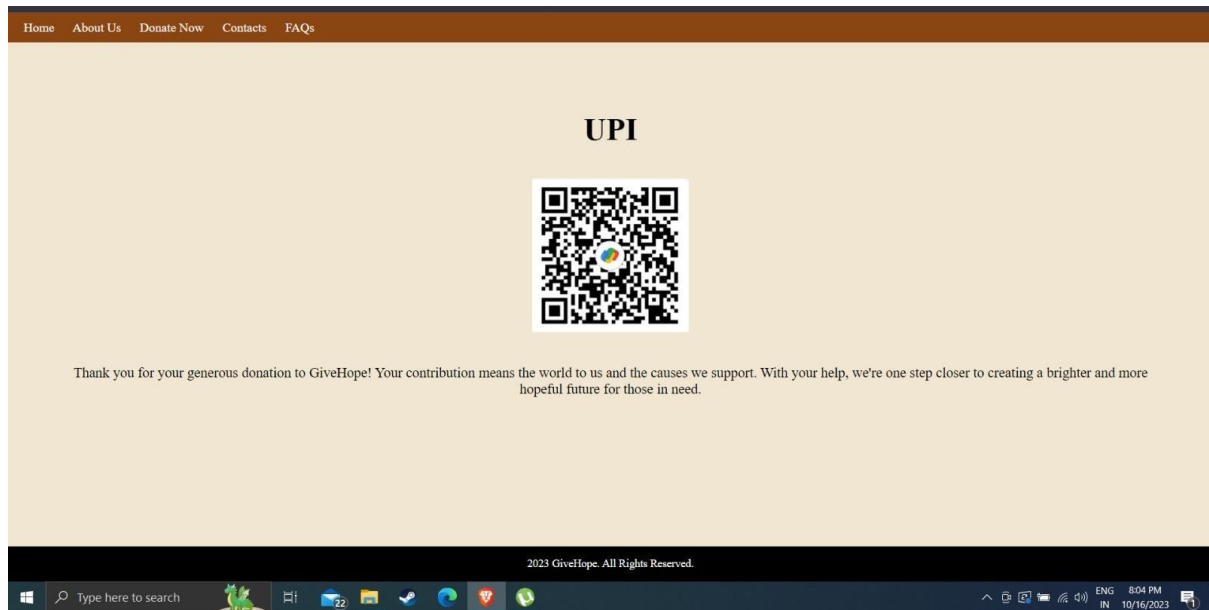 Home About Us Donate Now Contacts FAQs
UPI
Thank you for your generous donation to GiveHope! Your contribution means the world to us and the causes we support. With your help, we're one step closer to creating a brighter and more
hopeful future for those in need.
2023 GiveHope. All Rights Reserved.
Type here to search
22
ENG 8:04 PM
IN 10/16/2023
1